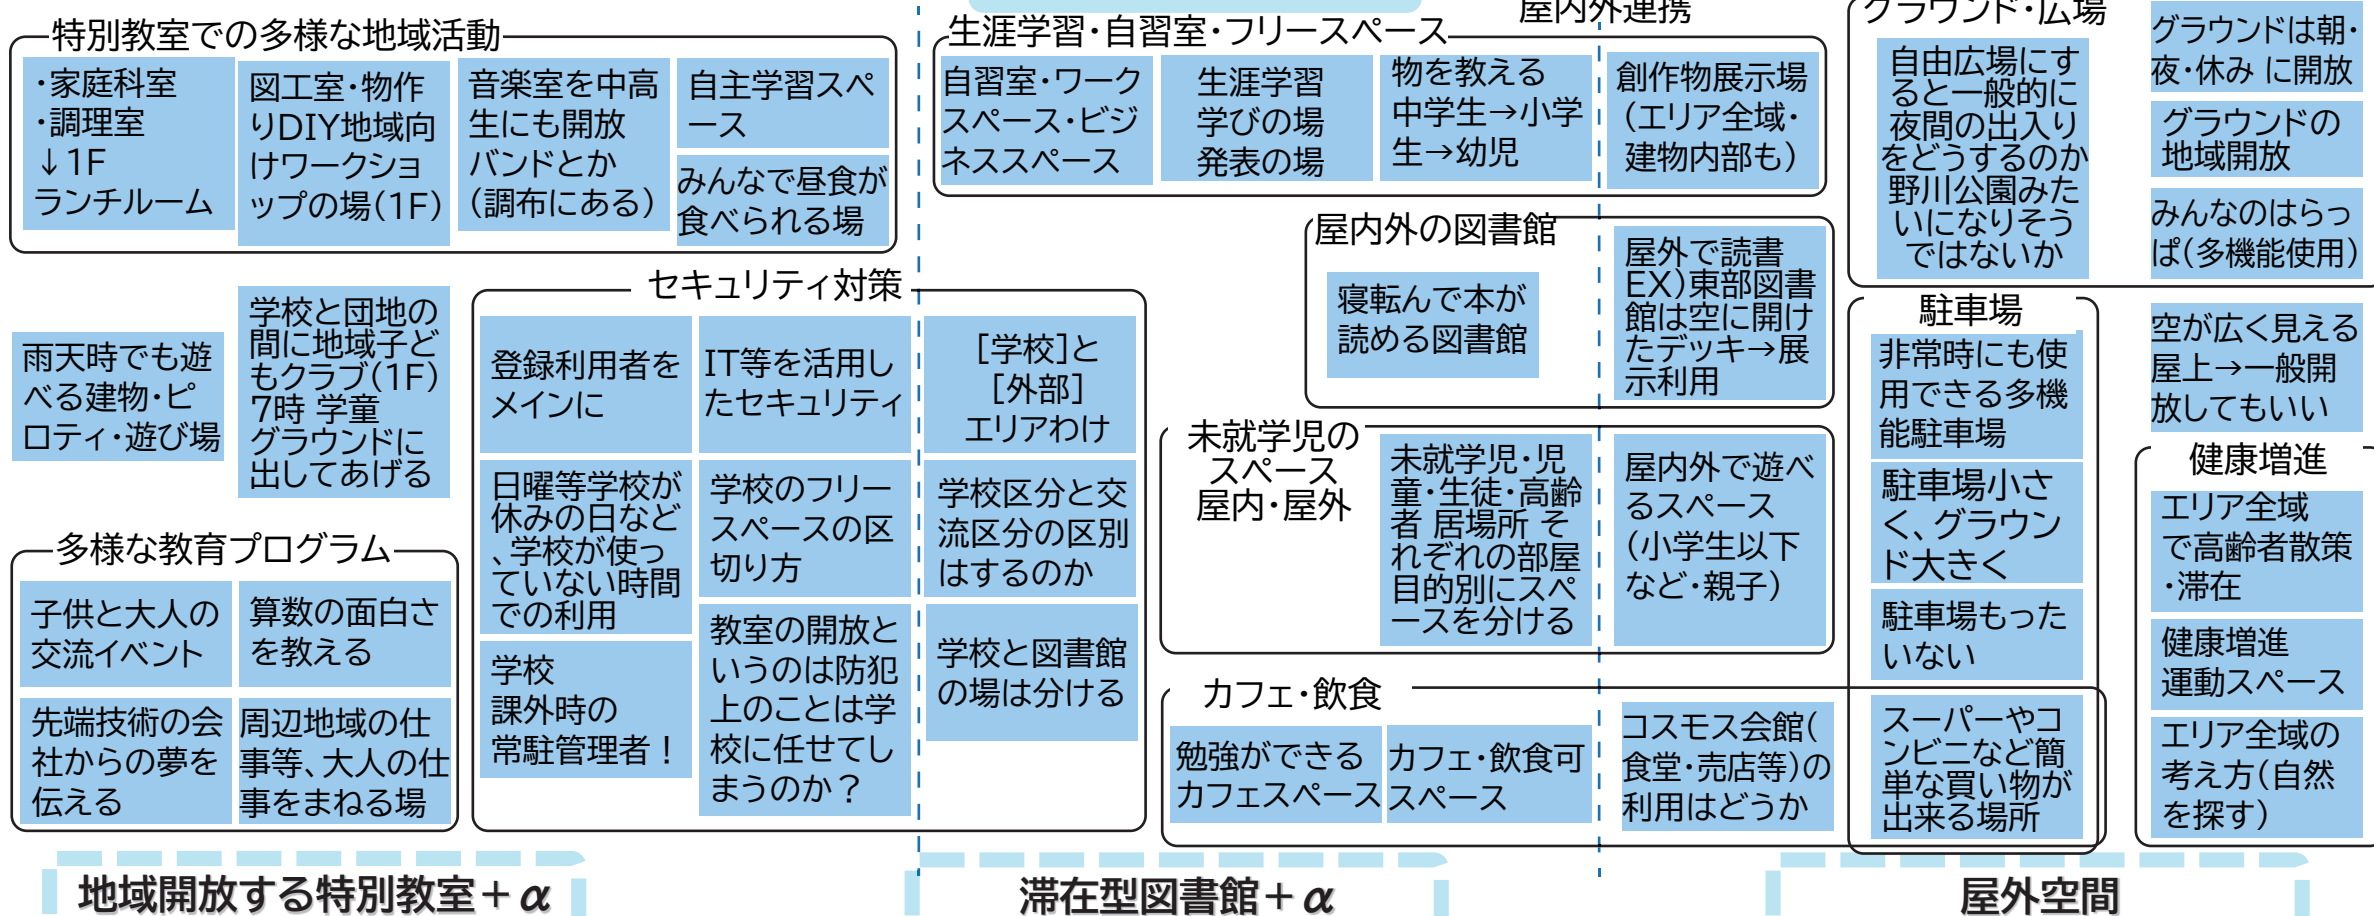 特別教室での多様な地域活動
・家庭科室
・調理室
↓1F
ランチルーム
図工室・物作
りDIY地域向
けワークショ
ップの場(1F)
音楽室を中高
生にも開放
バンドとか
(調布にある)
自主学習スペ
ース
みんなで昼食が
食べられる場
雨天時でも遊
べる建物・ピ
ロティ・遊び場
学校と団地の
間に地域子ど
もクラブ(1F)
7時 学童
グラウンドに
出してあげる
多様な教育プログラム
子供と大人の
交流イベント
算数の面白さ
を教える
先端技術の会
社からの夢を
伝える
周辺地域の仕
事等、大人の仕
事をまねる場
セキュリティ対策
登録利用者を
メインに
IT等を活用し
たセキュリティ
[学校]と
[外部]
エリアわけ
日曜等学校が
休みの日など
、学校が使っ
ていない時間
での利用
学校のフリー
スペースの区
切り方
学校区分と交
流区分の区別
はするのか
学校
課外時の
常駐管理者！
教室の開放と
いうのは防犯
上のことは学
校に任せてし
まうのか？
学校と図書館
の場は分ける
屋内外連携
生涯学習・自習室・フリースペース
自習室・ワーク
スペース・ビジ
ネススペース
生涯学習
学びの場
発表の場
物を教える
中学生→小学
生→幼児
創作物展示場
(エリア全域・
建物内部も)
屋内外の図書館
寝転んで本が
読める図書館
屋外で読書
EX)東部図書
館は空に開け
たデッキ→展
示利用
未就学児の
スペース
屋内・屋外
未就学児・児
童・生徒・高齢
者 居場所 そ
れぞれの部屋
目的別にスペ
ースを分ける
屋内外で遊べ
るスペース
(小学生以下
など・親子)
カフェ・飲食
勉強ができる
カフェスペース
カフェ・飲食可
スペース
コスモス会館(
食堂・売店等)の
利用はどうか
スーパーやコ
ンビニなど簡
単な買い物が
出来る場所
グラウンド・広場
自由広場にす
ると一般的に
夜間の出入り
をどうするのか
野川公園みた
いになりそう
ではないか
グラウンドは朝・
夜・休み に開放
グラウンドの
地域開放
みんなのはらっ
ぱ(多機能使用)
駐車場
非常時にも使
用できる多機
能駐車場
駐車場小さ
く、グラウン
ド大きく
駐車場もった
いない
空が広く見える
屋上→一般開
放してもいい
健康増進
エリア全域
で高齢者散策
・滞在
健康増進
運動スペース
エリア全域の
考え方(自然
を探す)
地域開放する特別教室＋α
滞在型図書館＋α
屋外空間